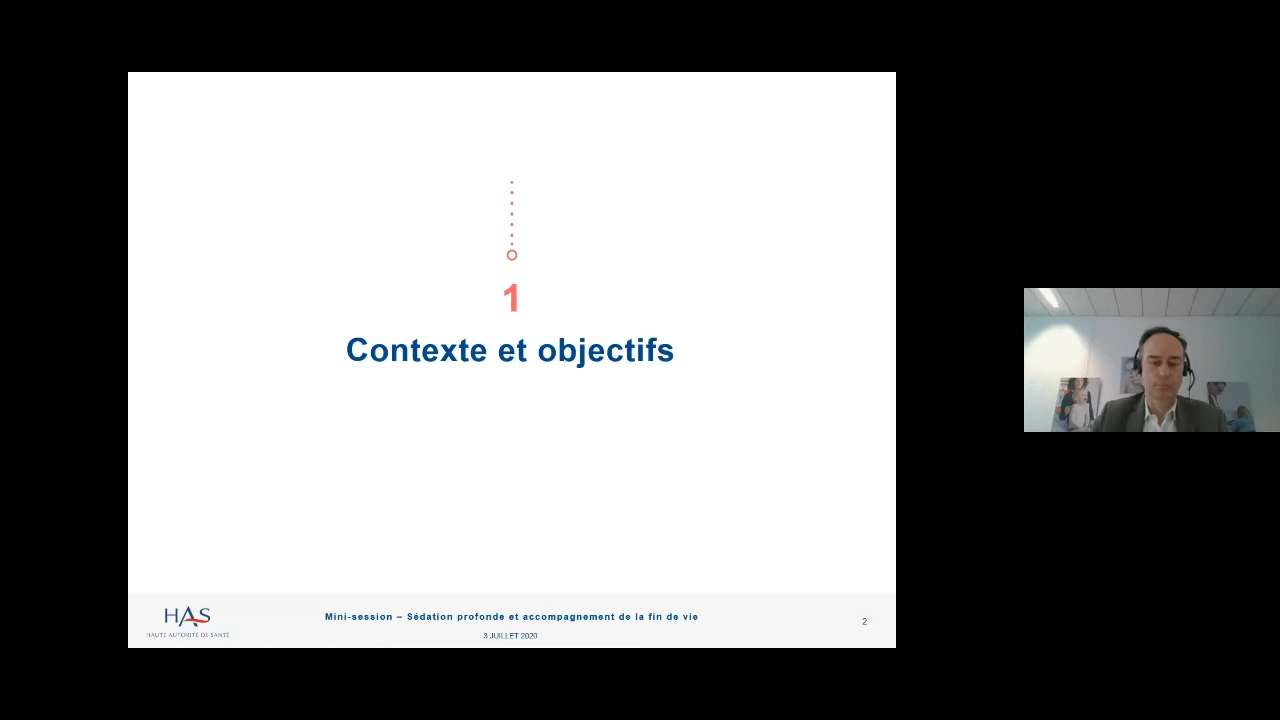 1
Contexte et objectifs
HAS
HAUTE AUTORITÉ DE SANTÉ
Mini-session – Sédation profonde et accompagnement de la fin de vie
3 JUILLET 2020
2